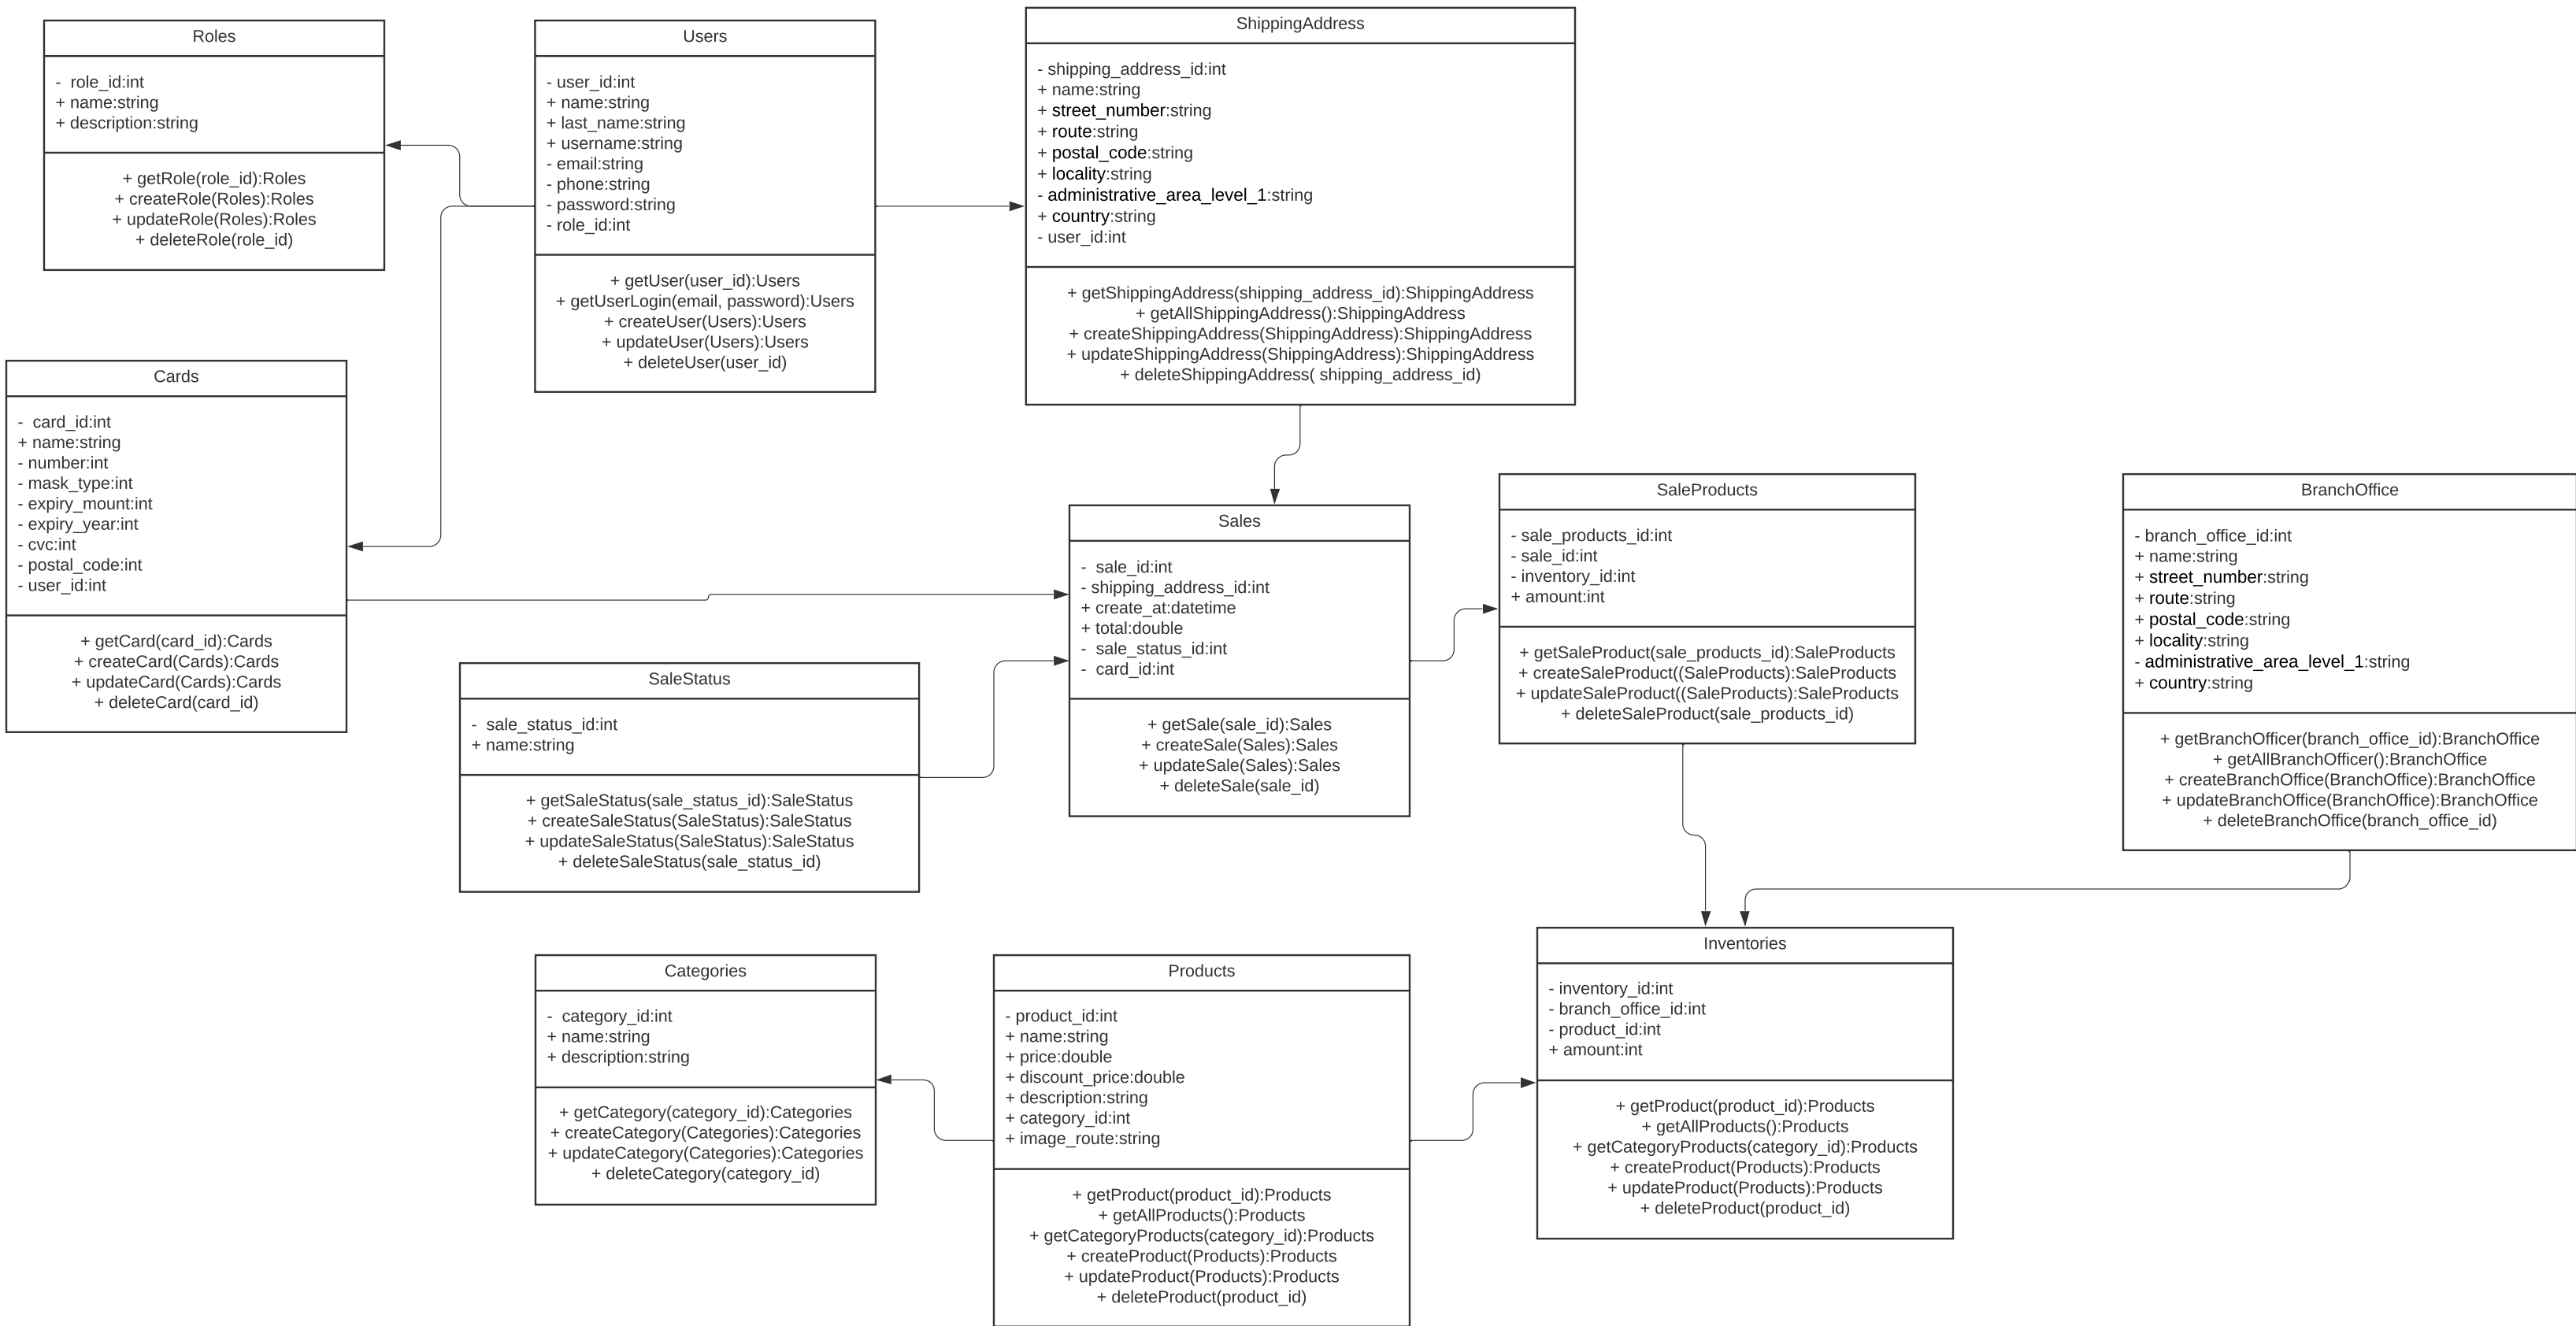 Roles
-  role_id:int
+ name:string
+ description:string
+ getRole(role_id):Roles
+ createRole(Roles):Roles
+ updateRole(Roles):Roles
+ deleteRole(role_id)
Users
- user_id:int
+ name:string
+ last_name:string
+ username:string
- email:string
- phone:string
- password:string
- role_id:int
+ getUser(user_id):Users
+ getUserLogin(email, password):Users
+ createUser(Users):Users
+ updateUser(Users):Users
+ deleteUser(user_id)
ShippingAddress
- shipping_address_id:int
+ name:string
+ street_number:string
+ route:string
+ postal_code:string
+ locality:string
- administrative_area_level_1:string
+ country:string
- user_id:int
+ getShippingAddress(shipping_address_id):ShippingAddress
+ getAllShippingAddress():ShippingAddress
+ createShippingAddress(ShippingAddress):ShippingAddress
+ updateShippingAddress(ShippingAddress):ShippingAddress
+ deleteShippingAddress( shipping_address_id)
Cards
-  card_id:int
+ name:string
- number:int
- mask_type:int
- expiry_mount:int
- expiry_year:int
- cvc:int
- postal_code:int
- user_id:int
+ getCard(card_id):Cards
+ createCard(Cards):Cards
+ updateCard(Cards):Cards
+ deleteCard(card_id)
SaleStatus
-  sale_status_id:int
+ name:string
+ getSaleStatus(sale_status_id):SaleStatus
+ createSaleStatus(SaleStatus):SaleStatus
+ updateSaleStatus(SaleStatus):SaleStatus
+ deleteSaleStatus(sale_status_id)
Sales
-  sale_id:int
- shipping_address_id:int
+ create_at:datetime
+ total:double
-  sale_status_id:int
-  card_id:int
+ getSale(sale_id):Sales
+ createSale(Sales):Sales
+ updateSale(Sales):Sales
+ deleteSale(sale_id)
SaleProducts
- sale_products_id:int
- sale_id:int
- inventory_id:int
+ amount:int
+ getSaleProduct(sale_products_id):SaleProducts
+ createSaleProduct((SaleProducts):SaleProducts
+ updateSaleProduct((SaleProducts):SaleProducts
+ deleteSaleProduct(sale_products_id)
BranchOffice
- branch_office_id:int
+ name:string
+ street_number:string
+ route:string
+ postal_code:string
+ locality:string
- administrative_area_level_1:string
+ country:string
+ getBranchOfficer(branch_office_id):BranchOffice
+ getAllBranchOfficer():BranchOffice
+ createBranchOffice(BranchOffice):BranchOffice
+ updateBranchOffice(BranchOffice):BranchOffice
+ deleteBranchOffice(branch_office_id)
Categories
-  category_id:int
+ name:string
+ description:string
+ getCategory(category_id):Categories
+ createCategory(Categories):Categories
+ updateCategory(Categories):Categories
+ deleteCategory(category_id)
Products
- product_id:int
+ name:string
+ price:double
+ discount_price:double
+ description:string
+ category_id:int
+ image_route:string
+ getProduct(product_id):Products
+ getAllProducts():Products
+ getCategoryProducts(category_id):Products
+ createProduct(Products):Products
+ updateProduct(Products):Products
+ deleteProduct(product_id)
Inventories
- inventory_id:int
- branch_office_id:int
- product_id:int
+ amount:int
+ getProduct(product_id):Products
+ getAllProducts():Products
+ getCategoryProducts(category_id):Products
+ createProduct(Products):Products
+ updateProduct(Products):Products
+ deleteProduct(product_id)